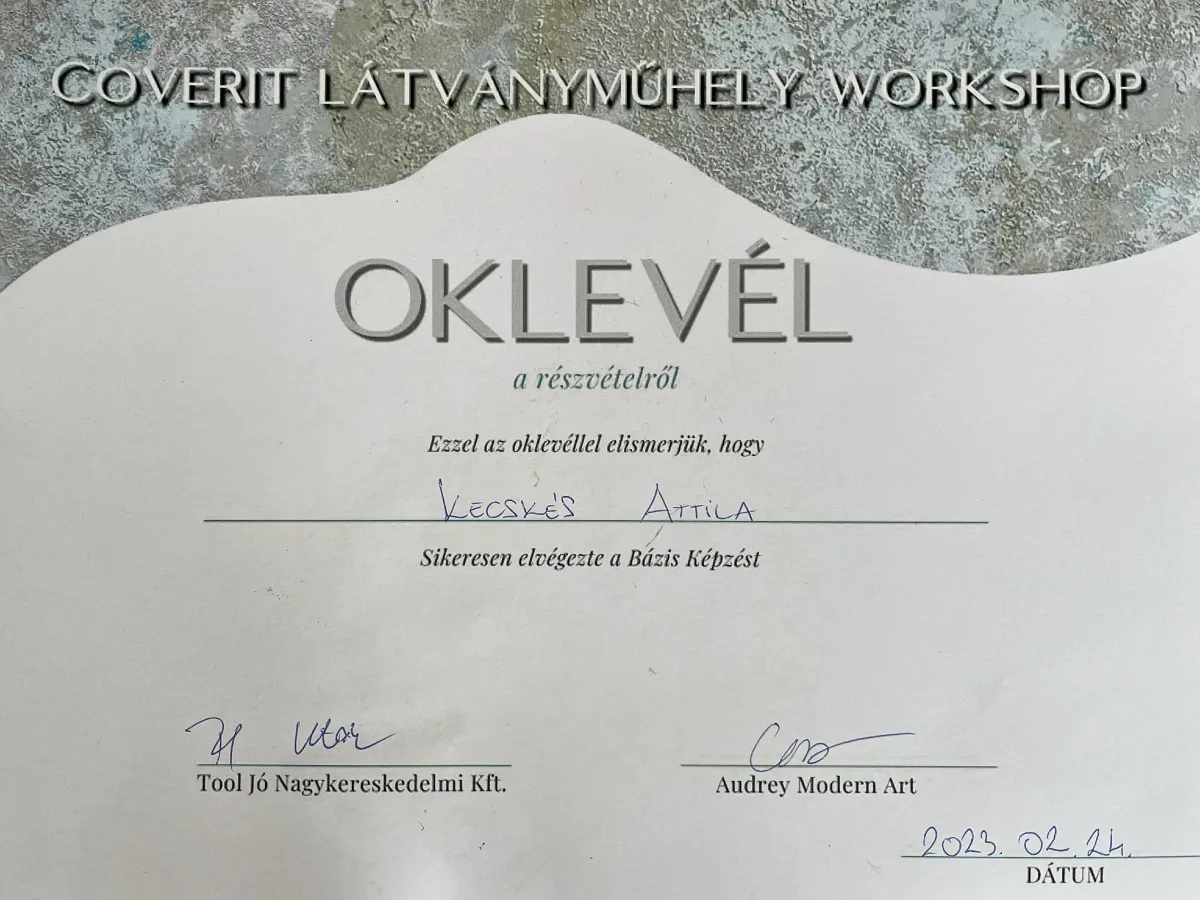 COVERIT LÁTVÁNYMŰHELY WORKSHOP
OKLEVÉL
a részvételről
Ezzel az oklevéllel elismerjük, hogy
KECSKÉS ATTILA
Sikeresen elvégezte a Bázis Képzést
Tool Jó Nagykereskedelmi Kft.
Audrey Modern Art
2023. 02. 24.
DÁTUM